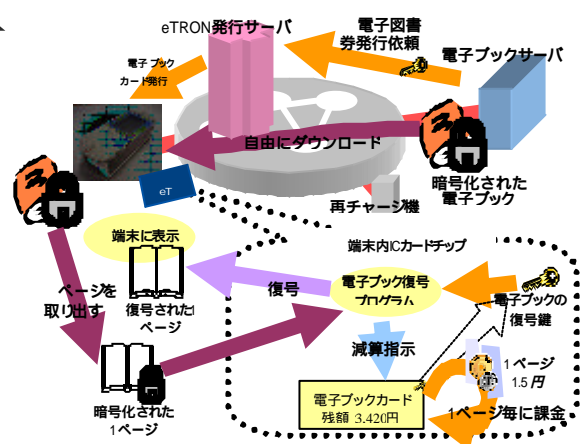 eTRON発行サーバ
電子図書
券発行依頼
電子ブックサーバ
電子 ブック
カード発行
自由にダウンロード
暗号化された
電子ブック
eT
再チャージ機
端末に表示
端末内ICカードチップ
ページを
取り出す
復号された1
ページ
復号
電子ブック復号
プログラム
電子ブックの
復号鍵
減算指示
1ページ
1.5円
電子ブックカード
残額 3.420円
1ページ毎に課金
暗号化された
1ページ